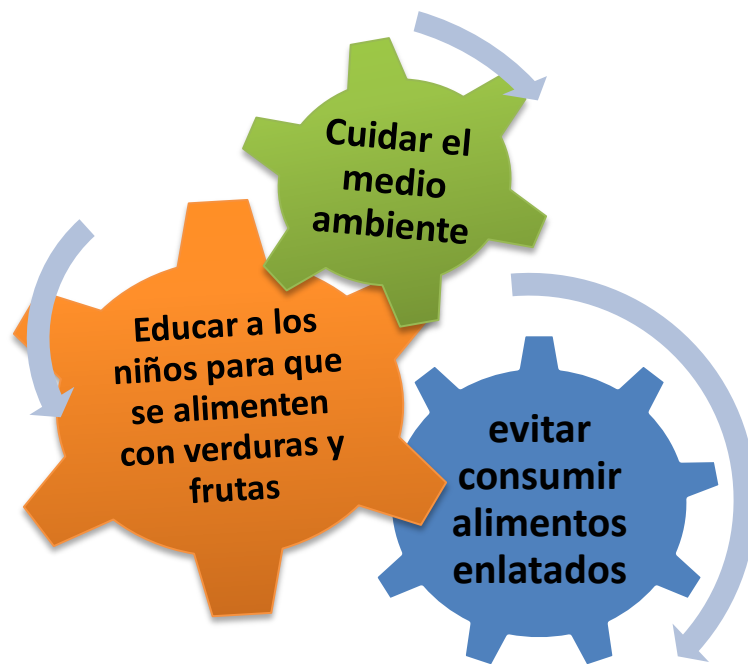 Cuidar el
medio
ambiente
Educar a los
niños para que
se alimenten
con verduras y
frutas
evitar
consumir
alimentos
enlatados